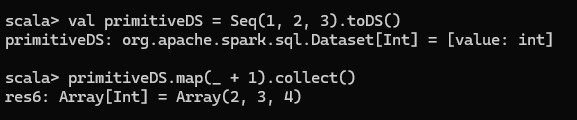 scala> val primitiveDS = Seq(1, 2, 3).toDS()
primitiveDS: org.apache.spark.sql.Dataset[Int] = [value: int]
scala> primitiveDS.map(_ + 1).collect()
res6: Array[Int] = Array(2, 3, 4)